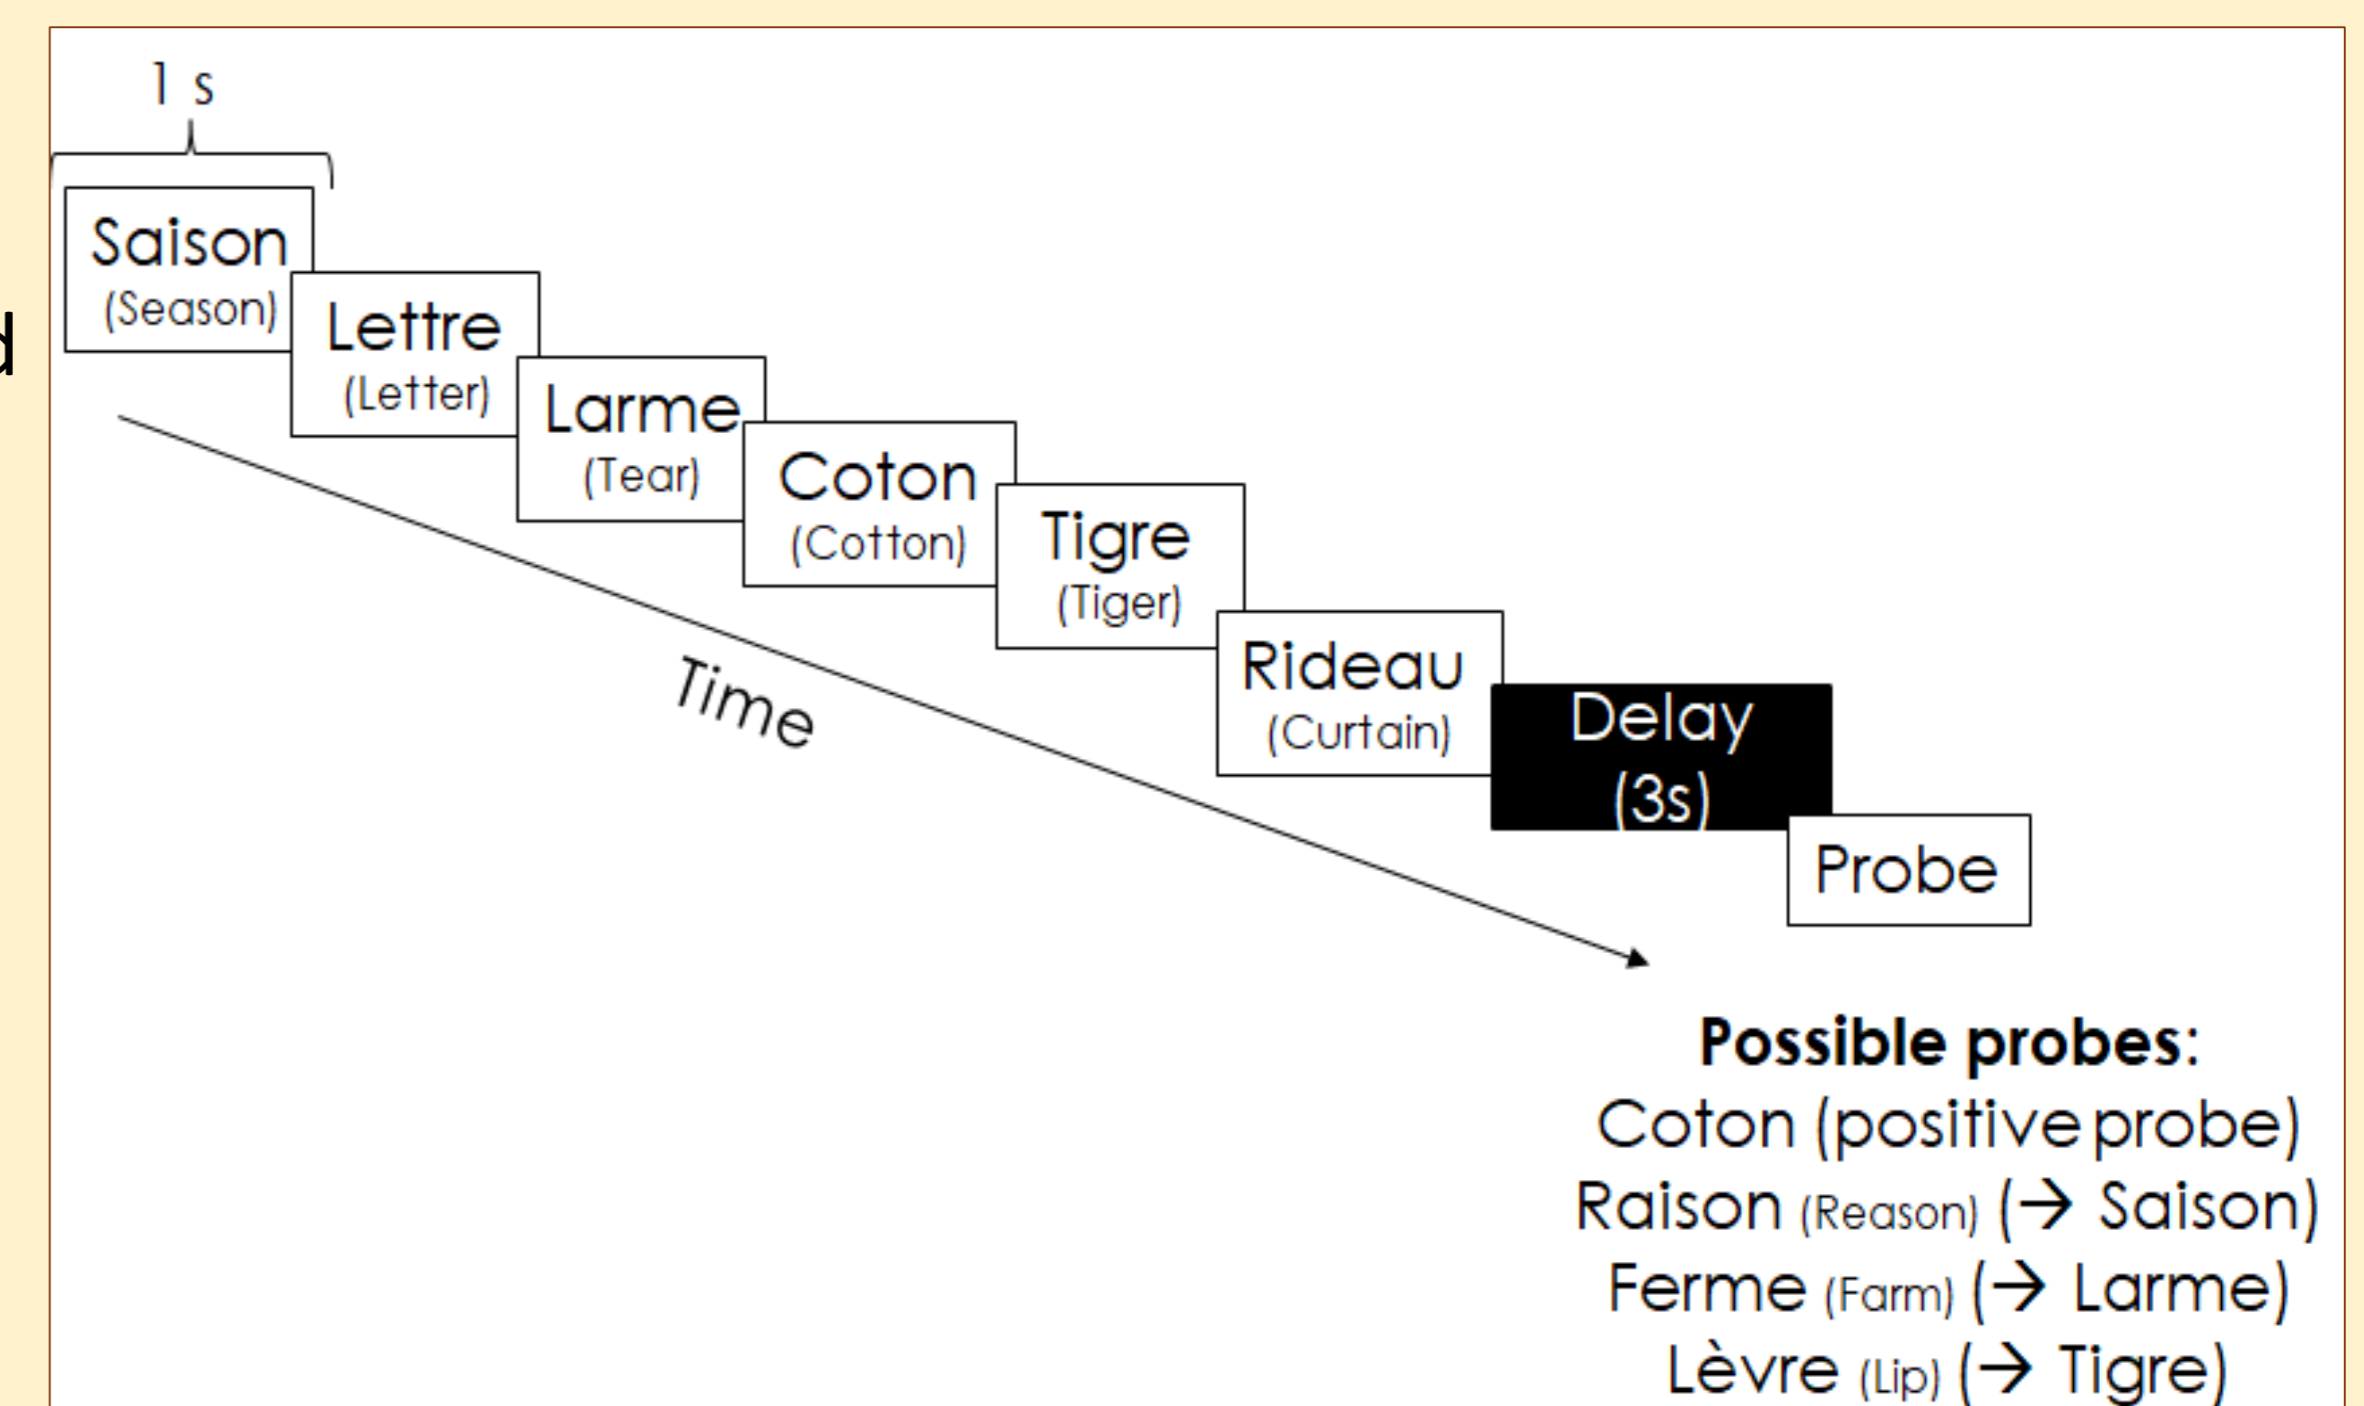 1 s
Saison
(Season)
Lettre
(Letter)
d
Larme
(Tear)
Coton
(Cotton)
Tigre
(Tiger)
Rideau
(Curtain)
Time
Delay
(3s)
Probe
Possible probes:
Coton (positive probe)
Raison (Reason) (→ Saison)
Ferme (Farm) (→ Larme)
Lèvre (Lip) (→ Tigre)